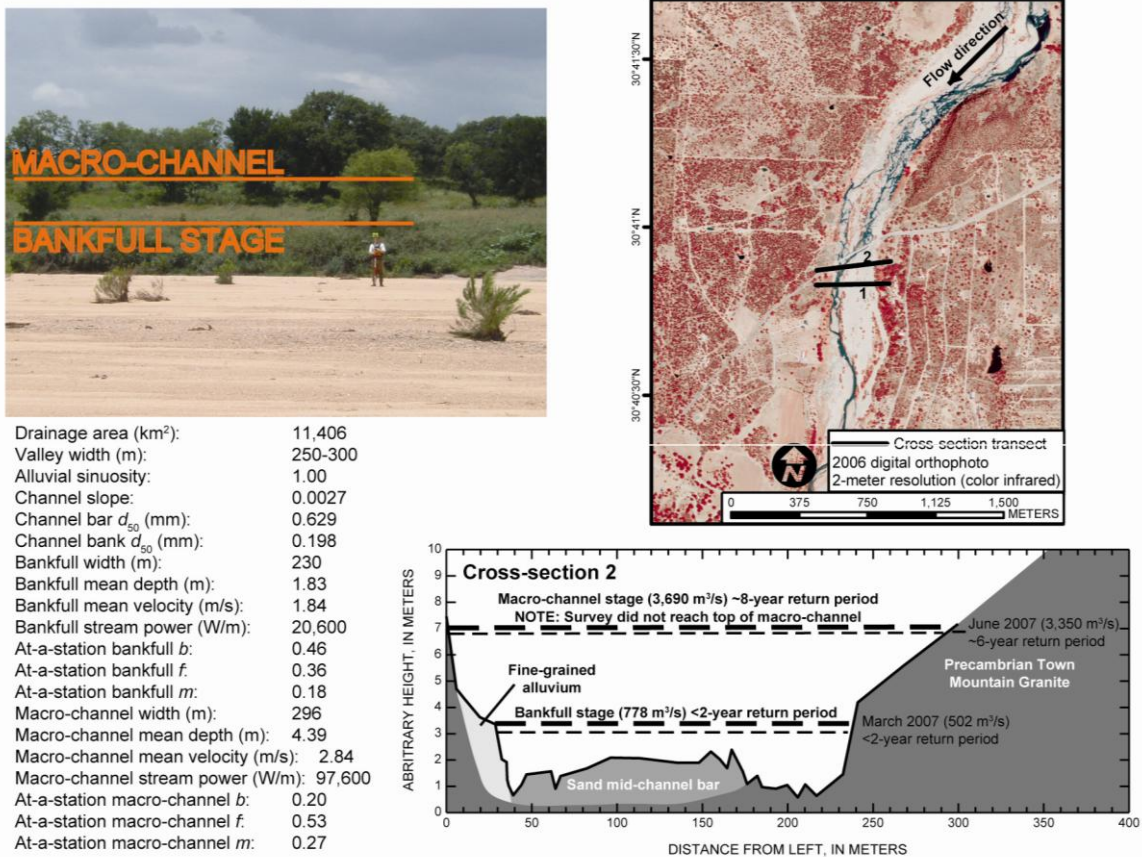 MACRO-CHANNEL
BANKFULL STAGE
Drainage area (km²): 11,406
Valley width (m): 250-300
Alluvial sinuosity: 1.00
Channel slope: 0.0027
Channel bar d50 (mm): 0.629
Channel bank d50 (mm): 0.198
Bankfull width (m): 230
Bankfull mean depth (m): 1.83
Bankfull mean velocity (m/s): 1.84
Bankfull stream power (W/m): 20,600
At-a-station bankfull b: 0.46
At-a-station bankfull f: 0.36
At-a-station bankfull m: 0.18
Macro-channel width (m): 296
Macro-channel mean depth (m): 4.39
Macro-channel mean velocity (m/s): 2.84
Macro-channel stream power (W/m): 97,600
At-a-station macro-channel b: 0.20
At-a-station macro-channel f: 0.53
At-a-station macro-channel m: 0.27
30°41'30"N
30°41'N
30°40'30"N
Flow direction
2
1
N
Cross-section transect
2006 digital orthophoto
2-meter resolution (color infrared)
0 375 750 1,125 1,500
METERS
Cross-section 2
Macro-channel stage (3,690 m³/s) ~8-year return period
NOTE: Survey did not reach top of macro-channel
June 2007 (3,350 m³/s)
~6-year return period
Precambrian Town
Mountain Granite
Fine-grained
alluvium
Bankfull stage (778 m³/s) <2-year return period
March 2007 (502 m³/s)
<2-year return period
Sand mid-channel bar
ABRITRARY HEIGHT, IN METERS
10
9
8
7
6
5
4
3
2
1
0
0 50 100 150 200 250 300 350 400
DISTANCE FROM LEFT, IN METERS